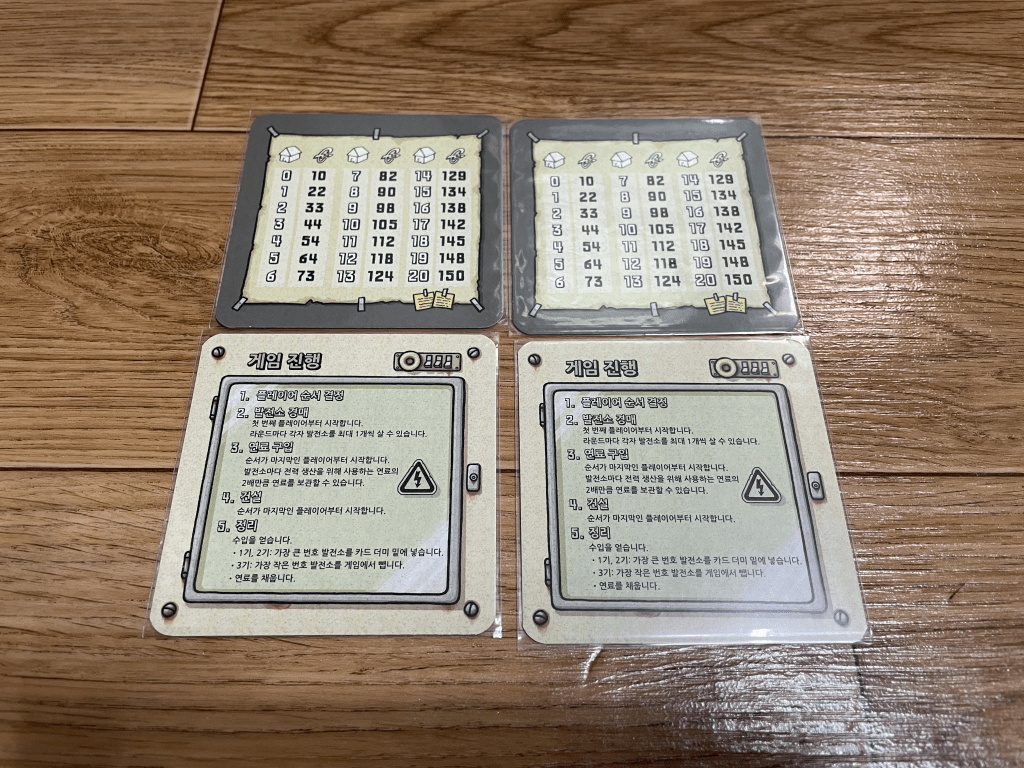 0 10 7 82 14 129
1 22 8 90 15 134
2 33 9 98 16 138
3 44 10 105 17 142
4 54 11 112 18 145
5 64 12 118 19 148
6 73 13 124 20 150
0 10 7 82 14 129
1 22 8 90 15 134
2 33 9 98 16 138
3 44 10 105 17 142
4 54 11 112 18 145
5 64 12 118 19 148
6 73 13 124 20 150
게임 진행
1. 플레이어 순서 결정
2. 발전소 경매
첫 번째 플레이어부터 시작합니다.
라운드마다 각자 발전소를 최대 1개씩 살 수 있습니다.
3. 연료 구입
순서가 마지막인 플레이어부터 시작합니다.
발전소마다 전력 생산을 위해 사용하는 연료의
2배만큼 연료를 보관할 수 있습니다.
4. 건설
순서가 마지막인 플레이어부터 시작합니다.
5. 정리
수입을 얻습니다.
• 1기, 2기: 가장 큰 번호 발전소를 카드 더미 밑에 넣습니다.
• 3기: 가장 작은 번호 발전소를 게임에서 뺍니다.
• 연료를 채웁니다.
게임 진행
1. 플레이어 순서 결정
2. 발전소 경매
첫 번째 플레이어부터 시작합니다.
라운드마다 각자 발전소를 최대 1개씩 살 수 있습니다.
3. 연료 구입
순서가 마지막인 플레이어부터 시작합니다.
발전소마다 전력 생산을 위해 사용하는 연료의
2배만큼 연료를 보관할 수 있습니다.
4. 건설
순서가 마지막인 플레이어부터 시작합니다.
5. 정리
수입을 얻습니다.
• 1기, 2기: 가장 큰 번호 발전소를 카드 더미 밑에 넣습니다.
• 3기: 가장 작은 번호 발전소를 게임에서 뺍니다.
• 연료를 채웁니다.